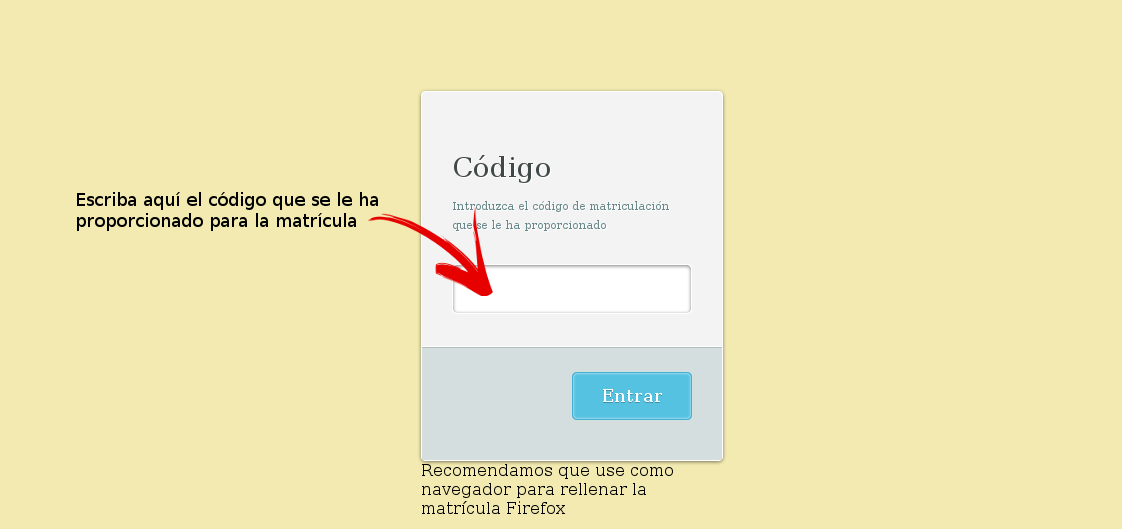 Escriba aquí el código que se le ha
proporcionado para la matrícula
Código
Introduzca el código de matriculación
que se le ha proporcionado
Entrar
Recomendamos que use como
navegador para rellenar la
matrícula Firefox